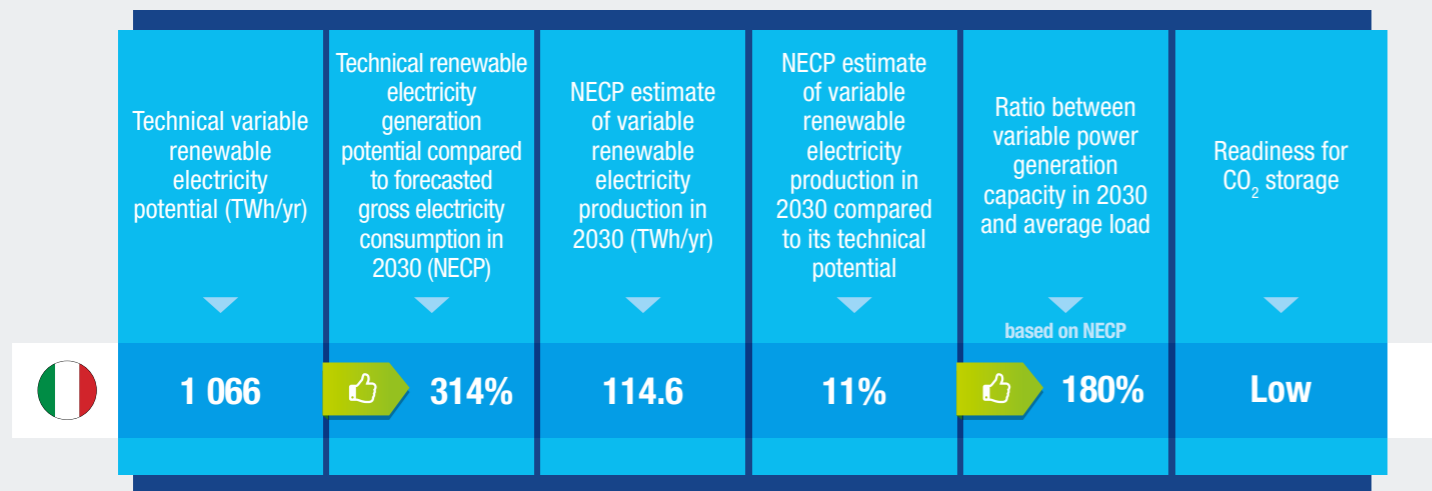 Technical variable
renewable
electricity
potential (TWh/yr)
Technical renewable
electricity
generation
potential compared
to forecasted
gross electricity
consumption in
2030 (NECP)
NECP estimate
of variable
renewable
electricity
production in
2030 (TWh/yr)
NECP estimate
of variable
renewable
electricity
production in
2030 compared
to its technical
potential
Ratio between
variable power
generation
capacity in 2030
and average load
based on NECP
Readiness for
CO₂ storage
1 066
314%
114.6
11%
180%
Low